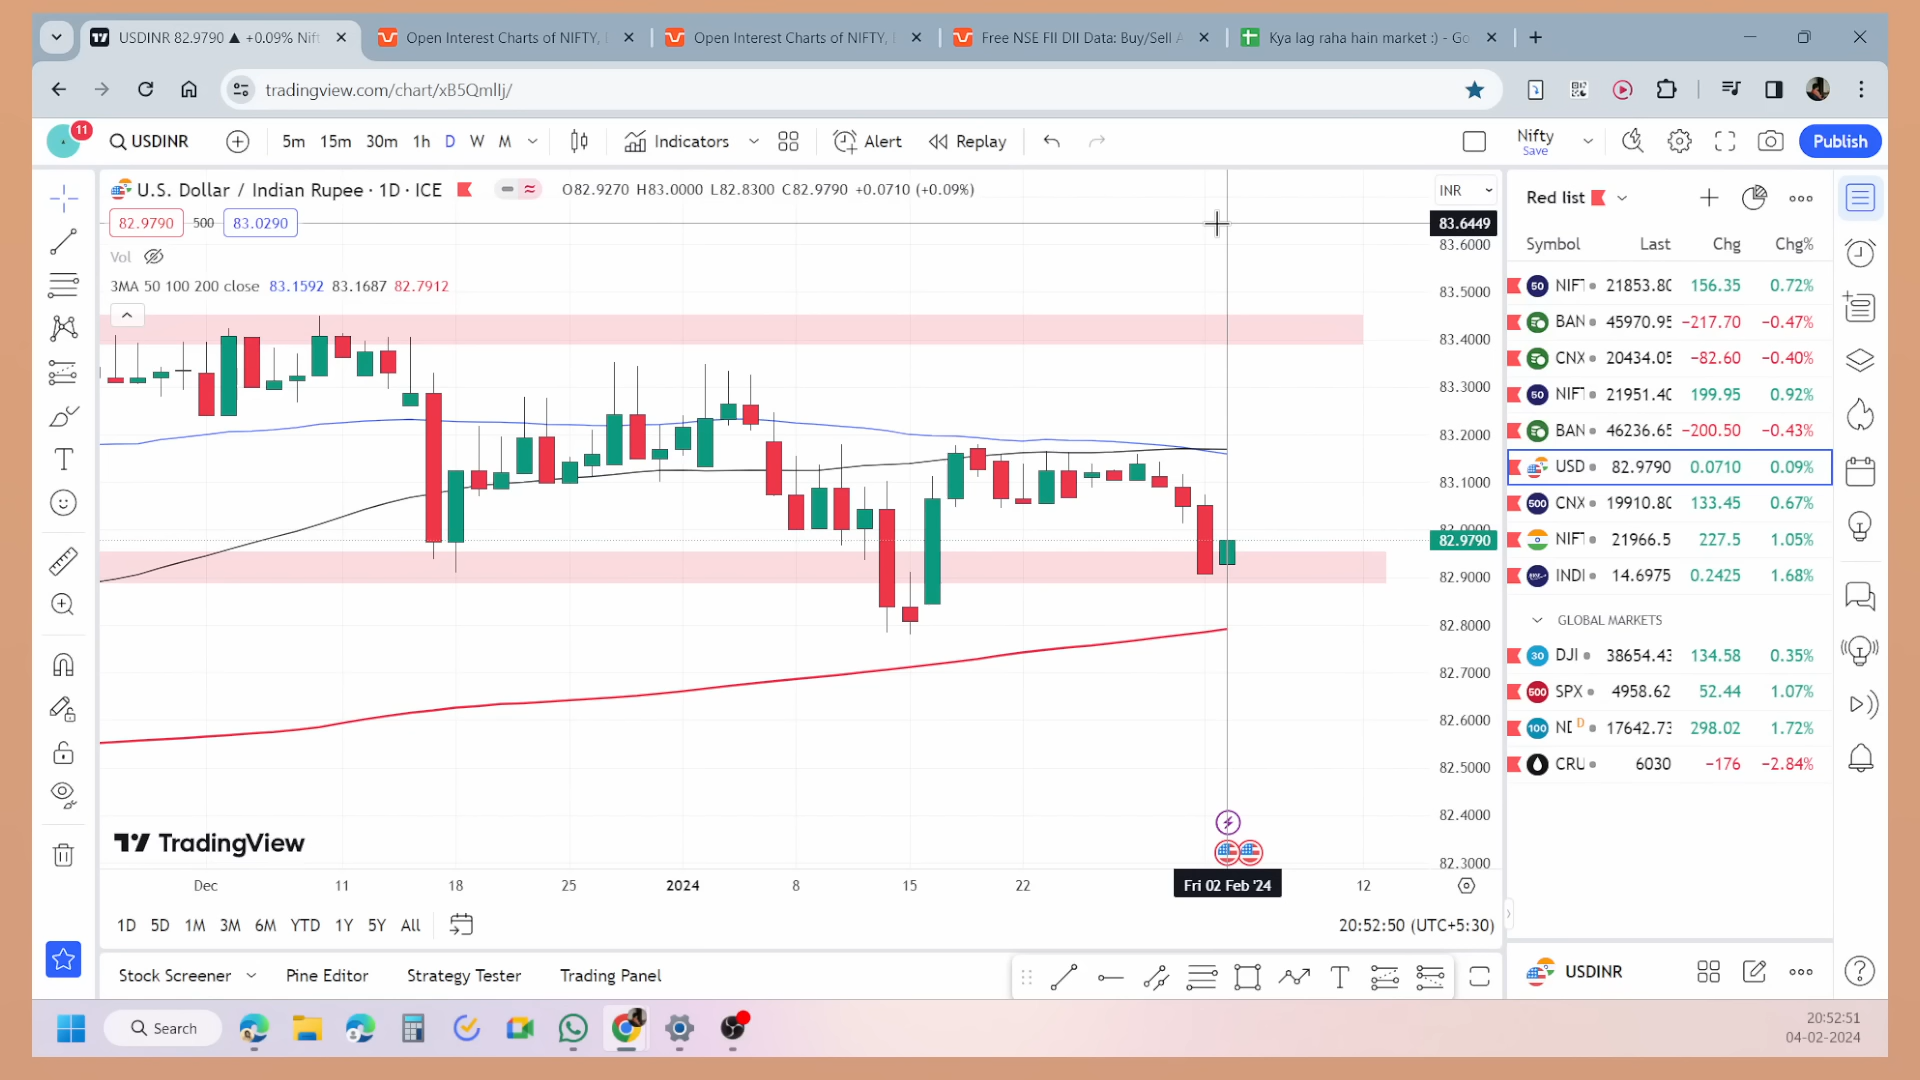 USDINR 82.9790 ▲ +0.09% Nift
Open Interest Charts of NIFTY,
Open Interest Charts of NIFTY,
Free NSE FII DII Data: Buy/Sell A
Kya lag raha hain market :) - Go
tradingview.com/chart/xB5QmlIj/
11
USDINR
5m 15m 30m 1h D W M
Indicators
Alert
Replay
Nifty
Save
Publish
U.S. Dollar / Indian Rupee · 1D · ICE
O82.9270 H83.0000 L82.8300 C82.9790 +0.0710 (+0.09%)
INR
82.9790 500 83.0290
Vol
3MA 50 100 200 close 83.1592 83.1687 82.7912
83.6449
83.6000
83.5000
83.4000
83.3000
83.2000
83.1000
83.0000
82.9790
82.9000
82.8000
82.7000
82.6000
82.5000
82.4000
82.3000
TradingView
Dec 11 18 25 2024 8 15 22 Fri 02 Feb '24 12
1D 5D 1M 3M 6M YTD 1Y 5Y All
20:52:50 (UTC+5:30)
Stock Screener Pine Editor Strategy Tester Trading Panel
Red list
Symbol Last Chg Chg%
50 NIFT 21853.80 156.35 0.72%
BAN 45970.95 −217.70 −0.47%
CNX 20434.05 −82.60 −0.40%
50 NIFT 21951.40 199.95 0.92%
BAN 46236.65 −200.50 −0.43%
USD 82.9790 0.0710 0.09%
500 CNX 19910.80 133.45 0.67%
NIFT 21966.5 227.5 1.05%
INDI 14.6975 0.2425 1.68%
GLOBAL MARKETS
30 DJI 38654.43 134.58 0.35%
500 SPX 4958.62 52.44 1.07%
100 ND D 17642.73 298.02 1.72%
CRU 6030 −176 −2.84%
USDINR
Search
20:52:51
04-02-2024